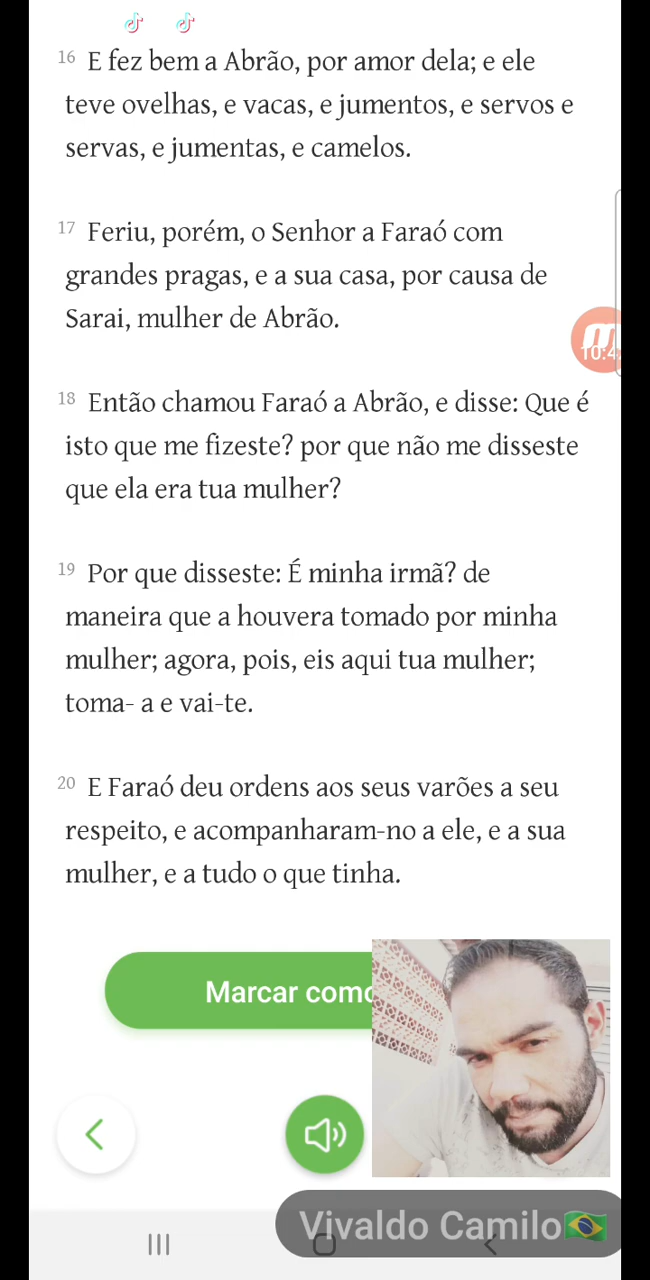 16 E fez bem a Abrão, por amor dela; e ele
teve ovelhas, e vacas, e jumentos, e servos e
servas, e jumentas, e camelos.
17 Feriu, porém, o Senhor a Faraó com
grandes pragas, e a sua casa, por causa de
Sarai, mulher de Abrão.
10:4
18 Então chamou Faraó a Abrão, e disse: Que é
isto que me fizeste? por que não me disseste
que ela era tua mulher?
19 Por que disseste: É minha irmã? de
maneira que a houvera tomado por minha
mulher; agora, pois, eis aqui tua mulher;
toma- a e vai-te.
20 E Faraó deu ordens aos seus varões a seu
respeito, e acompanharam-no a ele, e a sua
mulher, e a tudo o que tinha.
Marcar como
Vivaldo Camilo🇧🇷